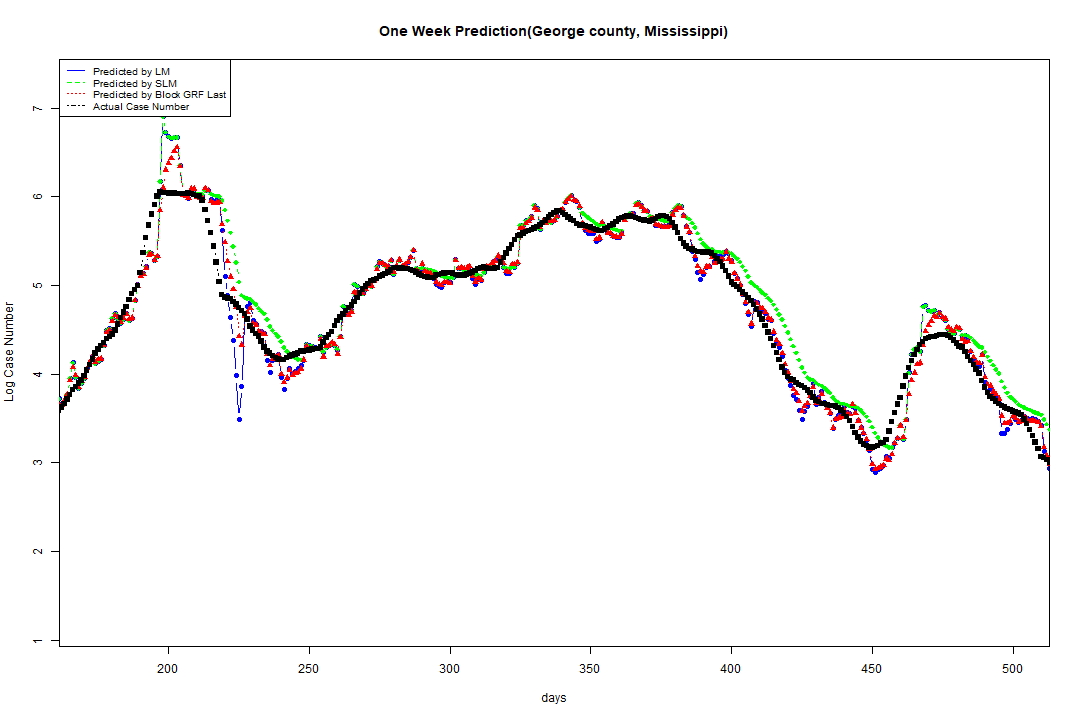 One Week Prediction(George county, Mississippi)
Predicted by LM
Predicted by SLM
Predicted by Block GRF Last
Actual Case Number
7
6
5
4
3
2
1
Log Case Number
200 250 300 350 400 450 500
days